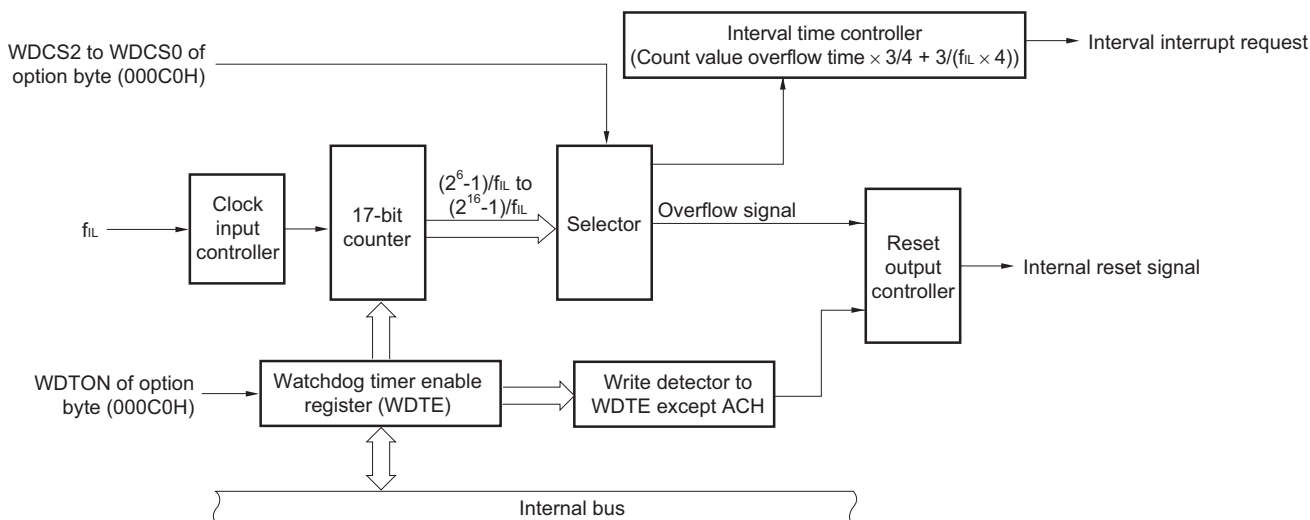 WDCS2 to WDCS0 of
option byte (000C0H)
Interval time controller
(Count value overflow time × 3/4 + 3/(fIL × 4))
Interval interrupt request
fIL
Clock
input
controller
17-bit
counter
(2^6-1)/fIL to
(2^16-1)/fIL
Selector
Overflow signal
Reset
output
controller
Internal reset signal
WDTON of option
byte (000C0H)
Watchdog timer enable
register (WDTE)
Write detector to
WDTE except ACH
Internal bus